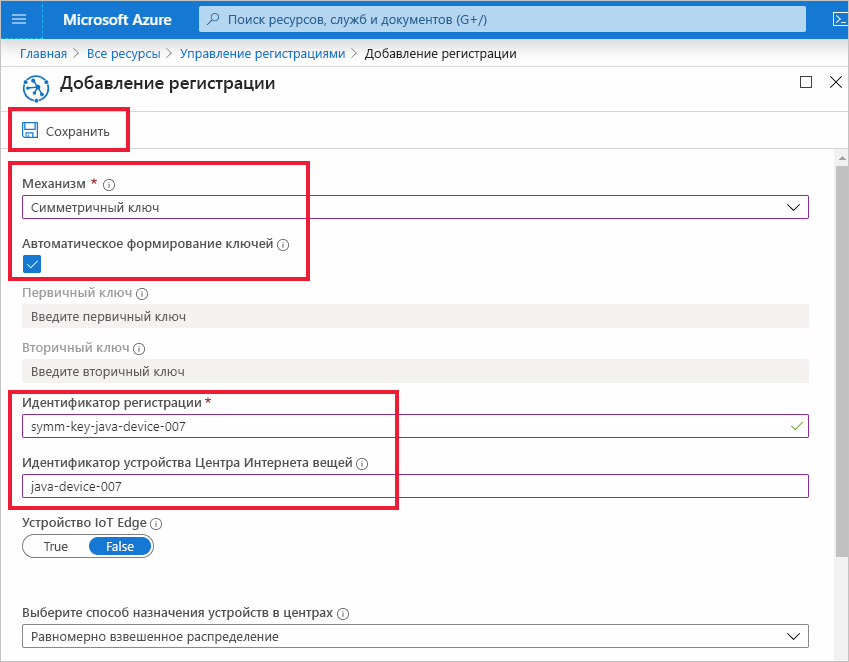 Microsoft Azure
Поиск ресурсов, служб и документов (G+/)
Главная > Все ресурсы > Управление регистрациями > Добавление регистрации
Добавление регистрации
Сохранить
Механизм *
Симметричный ключ
Автоматическое формирование ключей
Первичный ключ
Введите первичный ключ
Вторичный ключ
Введите вторичный ключ
Идентификатор регистрации *
symm-key-java-device-007
Идентификатор устройства Центра Интернета вещей
java-device-007
Устройство IoT Edge
True False
Выберите способ назначения устройств в центрах
Равномерно взвешенное распределение